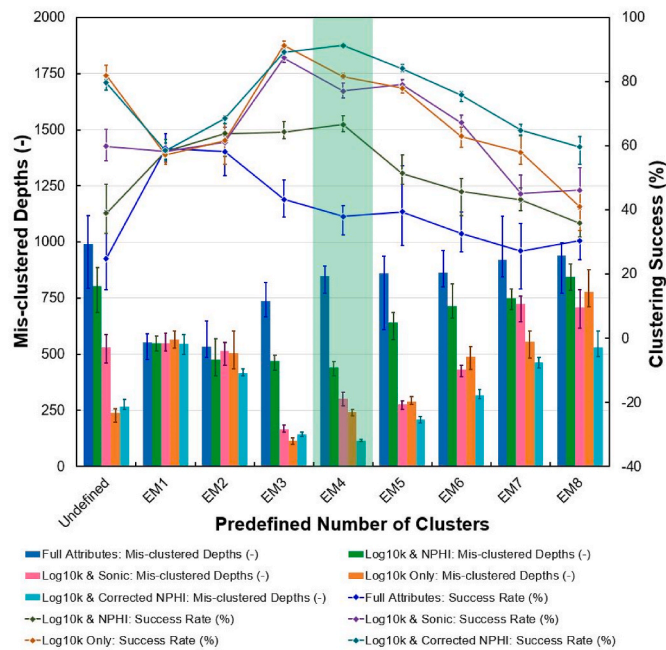 2000
1750
1500
1250
1000
750
500
250
0
Mis-clustered Depths (-)
100
80
60
40
20
0
-20
-40
Clustering Success (%)
Undefined
EM1
EM2
EM3
EM4
EM5
EM6
EM7
EM8
Predefined Number of Clusters
Full Attributes: Mis-clustered Depths (-)
Log10k & NPHI: Mis-clustered Depths (-)
Log10k & Sonic: Mis-clustered Depths (-)
Log10k Only: Mis-clustered Depths (-)
Log10k & Corrected NPHI: Mis-clustered Depths (-)
Full Attributes: Success Rate (%)
Log10k & NPHI: Success Rate (%)
Log10k & Sonic: Success Rate (%)
Log10k Only: Success Rate (%)
Log10k & Corrected NPHI: Success Rate (%)